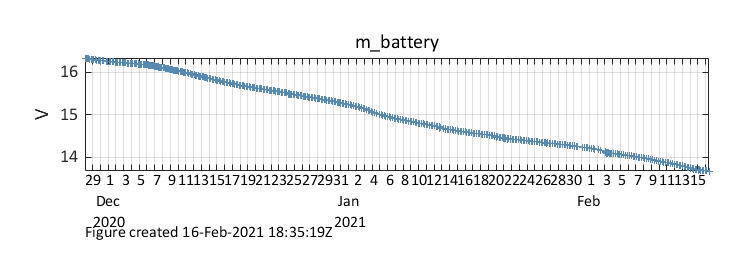 m_battery
16
15
14
V
29 1 3 5 7 9 11 13 15 17 19 21 23 25 27 29 31 2 4 6 8 10 12 14 16 18 20 22 24 26 28 30 1 3 5 7 9 11 13 15
Dec Jan Feb
2020 2021
Figure created 16-Feb-2021 18:35:19Z